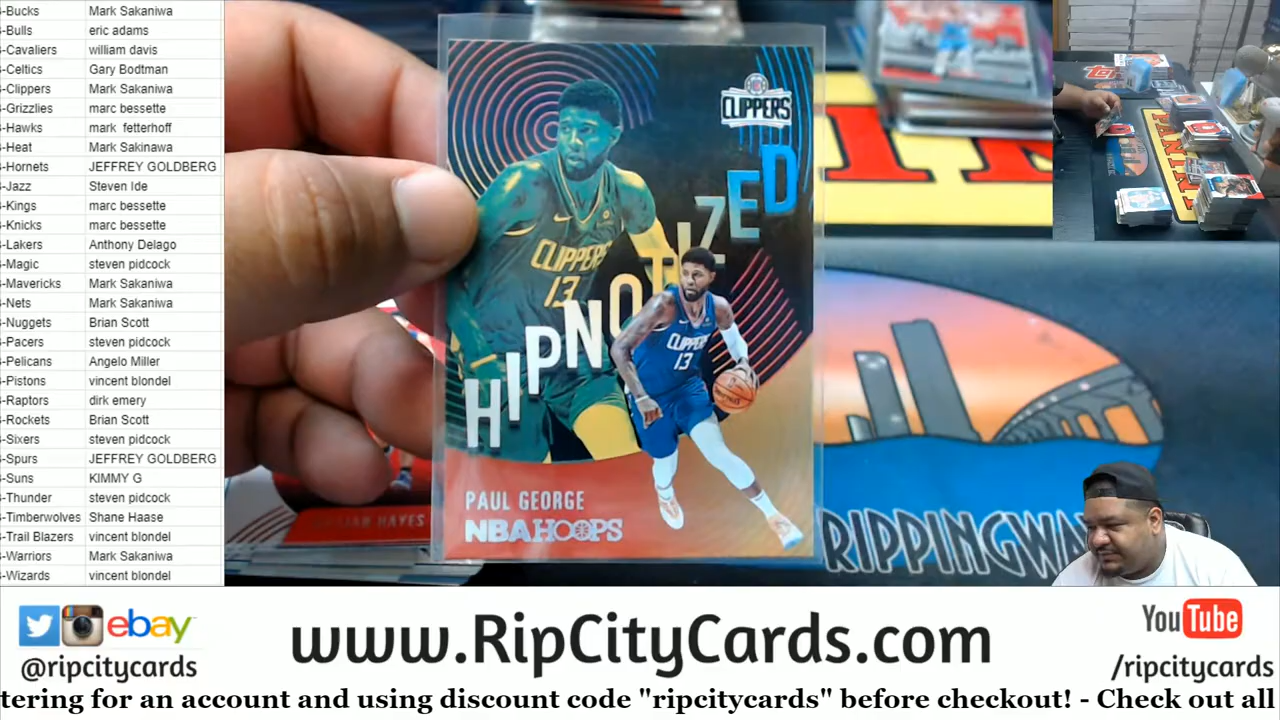 -Bucks Mark Sakaniwa
-Bulls eric adams
-Cavaliers william davis
-Celtics Gary Bodtman
-Clippers Mark Sakaniwa
-Grizzlies marc bessette
-Hawks mark fetterhoff
-Heat Mark Sakinawa
-Hornets JEFFREY GOLDBERG
-Jazz Steven Ide
-Kings marc bessette
-Knicks marc bessette
-Lakers Anthony Delago
-Magic steven pidcock
-Mavericks Mark Sakaniwa
-Nets Mark Sakaniwa
-Nuggets Brian Scott
-Pacers steven pidcock
-Pelicans Angelo Miller
-Pistons vincent blondel
-Raptors dirk emery
-Rockets Brian Scott
-Sixers steven pidcock
-Spurs JEFFREY GOLDBERG
-Suns KIMMY G
-Thunder steven pidcock
-Timberwolves Shane Haase
-Trail Blazers vincent blondel
-Warriors Mark Sakaniwa
-Wizards vincent blondel
CLIPPERS
HIPNOTIZED
CLIPPERS
13
CLIPPERS
13
PAUL GEORGE
NBA HOOPS
HAYES
RIPPINGWA
PANINI
ebay
@ripcitycards
www.RipCityCards.com
YouTube
/ripcitycards
tering for an account and using discount code "ripcitycards" before checkout! - Check out all